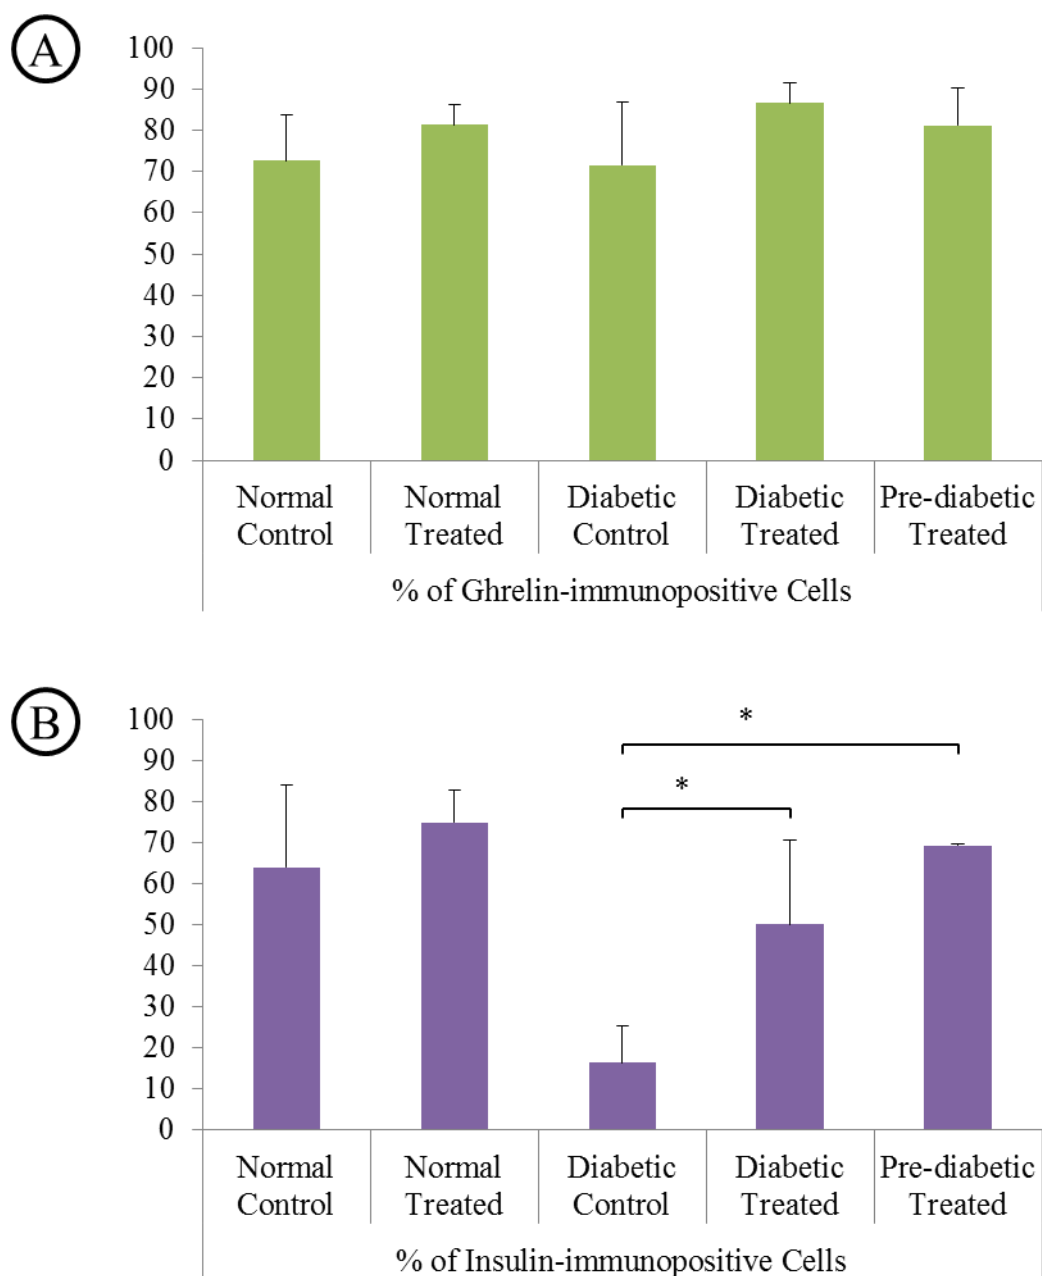 A
100
90
80
70
60
50
40
30
20
10
0
Normal Control
Normal Treated
Diabetic Control
Diabetic Treated
Pre-diabetic Treated
% of Ghrelin-immunopositive Cells
B
100
90
80
70
60
50
40
30
20
10
0
*
*
Normal Control
Normal Treated
Diabetic Control
Diabetic Treated
Pre-diabetic Treated
% of Insulin-immunopositive Cells